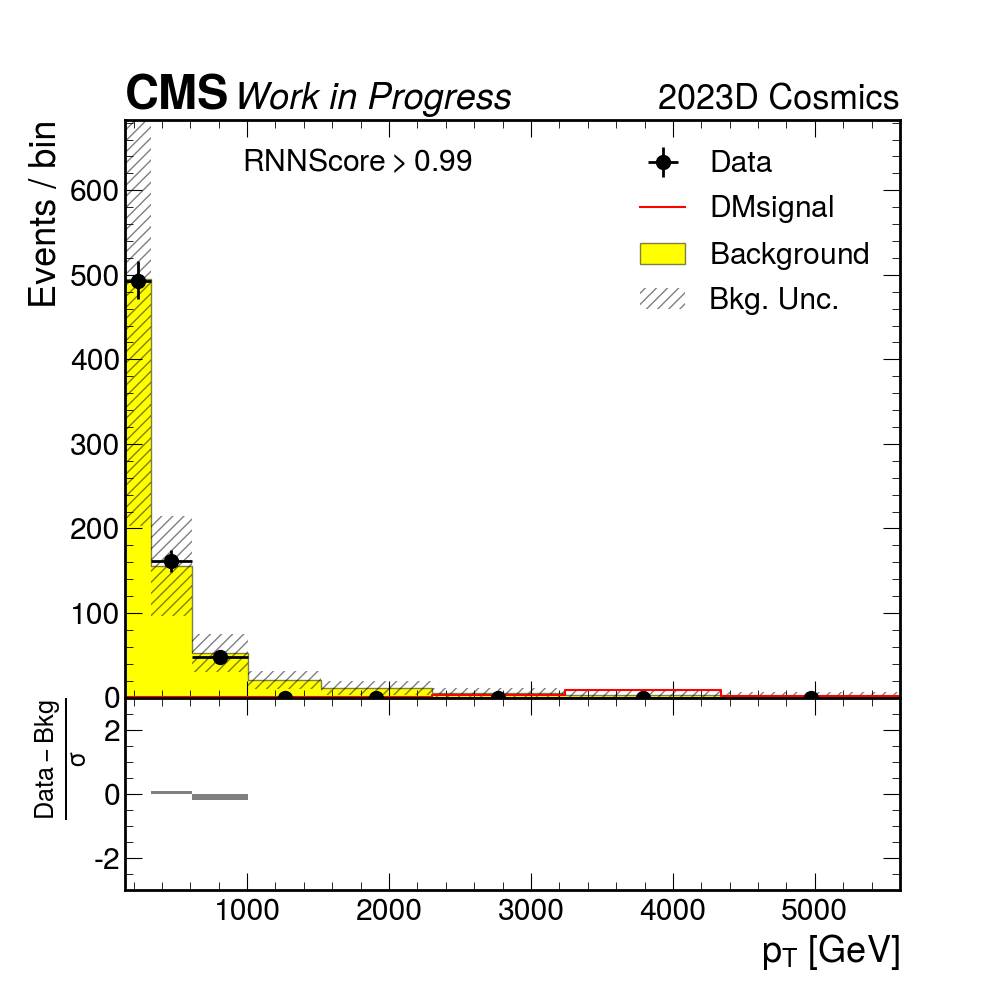 CMS Work in Progress
2023D Cosmics
RNNScore > 0.99
Data
DMsignal
Background
Bkg. Unc.
Events / bin
600
500
400
300
200
100
0
Data – Bkg
σ
2
0
-2
1000 2000 3000 4000 5000
pT [GeV]